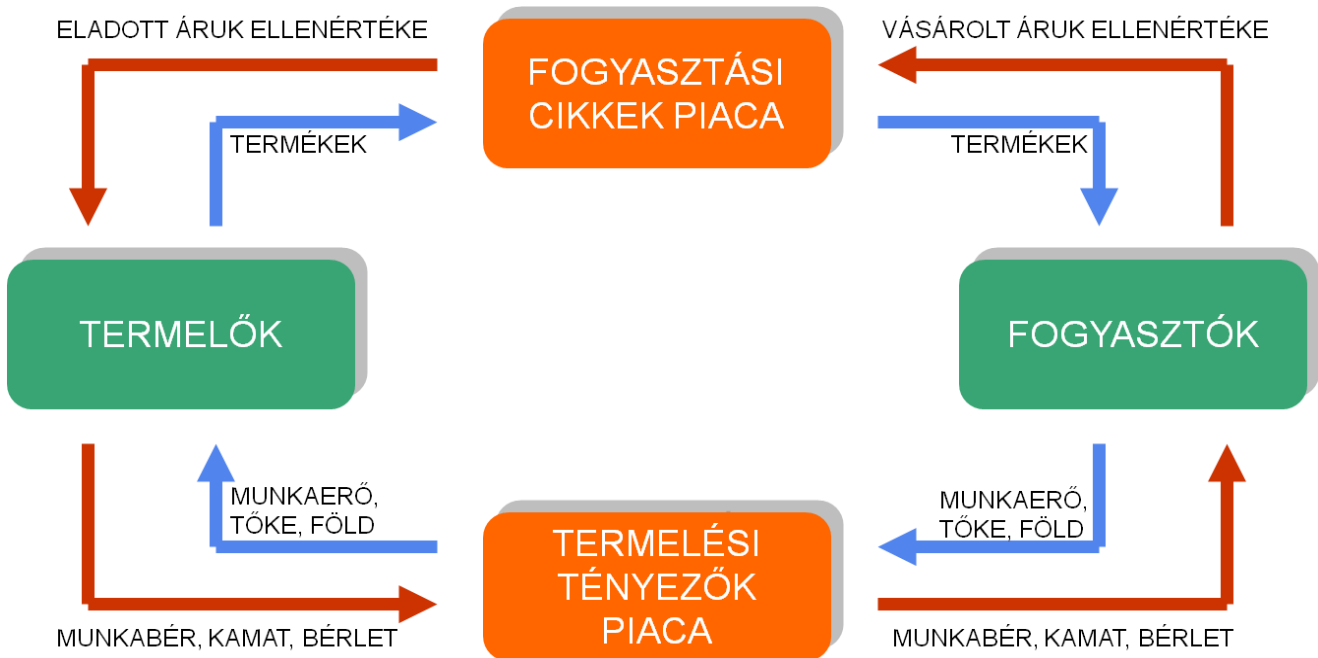 ELADOTT ÁRUK ELLENÉRTÉKE
VÁSÁROLT ÁRUK ELLENÉRTÉKE
FOGYASZTÁSI
CIKKEK PIACA
TERMÉKEK
TERMÉKEK
TERMELŐK
FOGYASZTÓK
MUNKAERŐ,
TŐKE, FÖLD
MUNKAERŐ,
TŐKE, FÖLD
TERMELÉSI
TÉNYEZŐK
PIACA
MUNKABÉR, KAMAT, BÉRLET
MUNKABÉR, KAMAT, BÉRLET